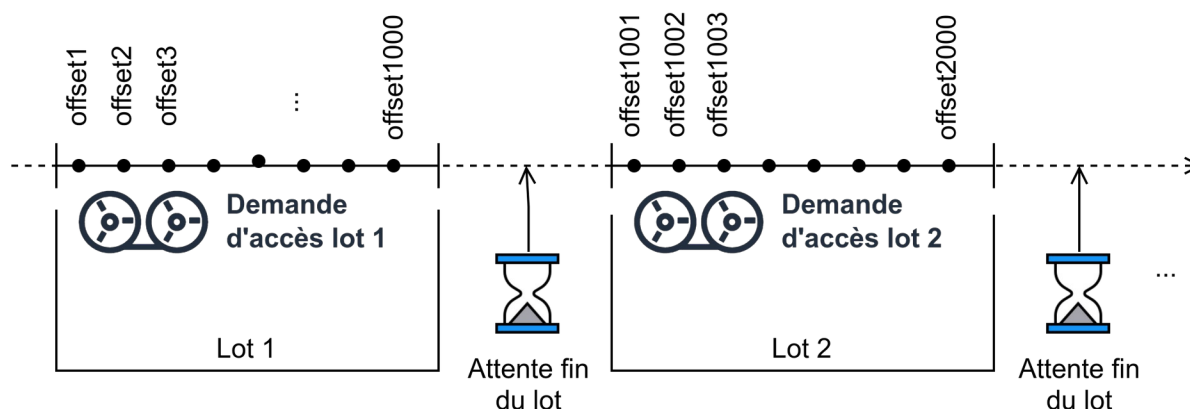 offset1
offset2
offset3
...
offset1000
offset1001
offset1002
offset1003
offset2000
Demande
d'accès lot 1
Demande
d'accès lot 2
...
Lot 1
Attente fin
du lot
Lot 2
Attente fin
du lot